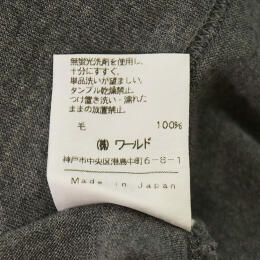 無蛍光洗剤を使用し、
十分にすすぐ。
単品洗いが望ましい。
タンブル乾燥禁止。
つけ置き洗い・濡れた
ままの放置禁止。
毛 100%
(株) ワールド
神戸市中央区港島中町6-8-1
Made in Japan